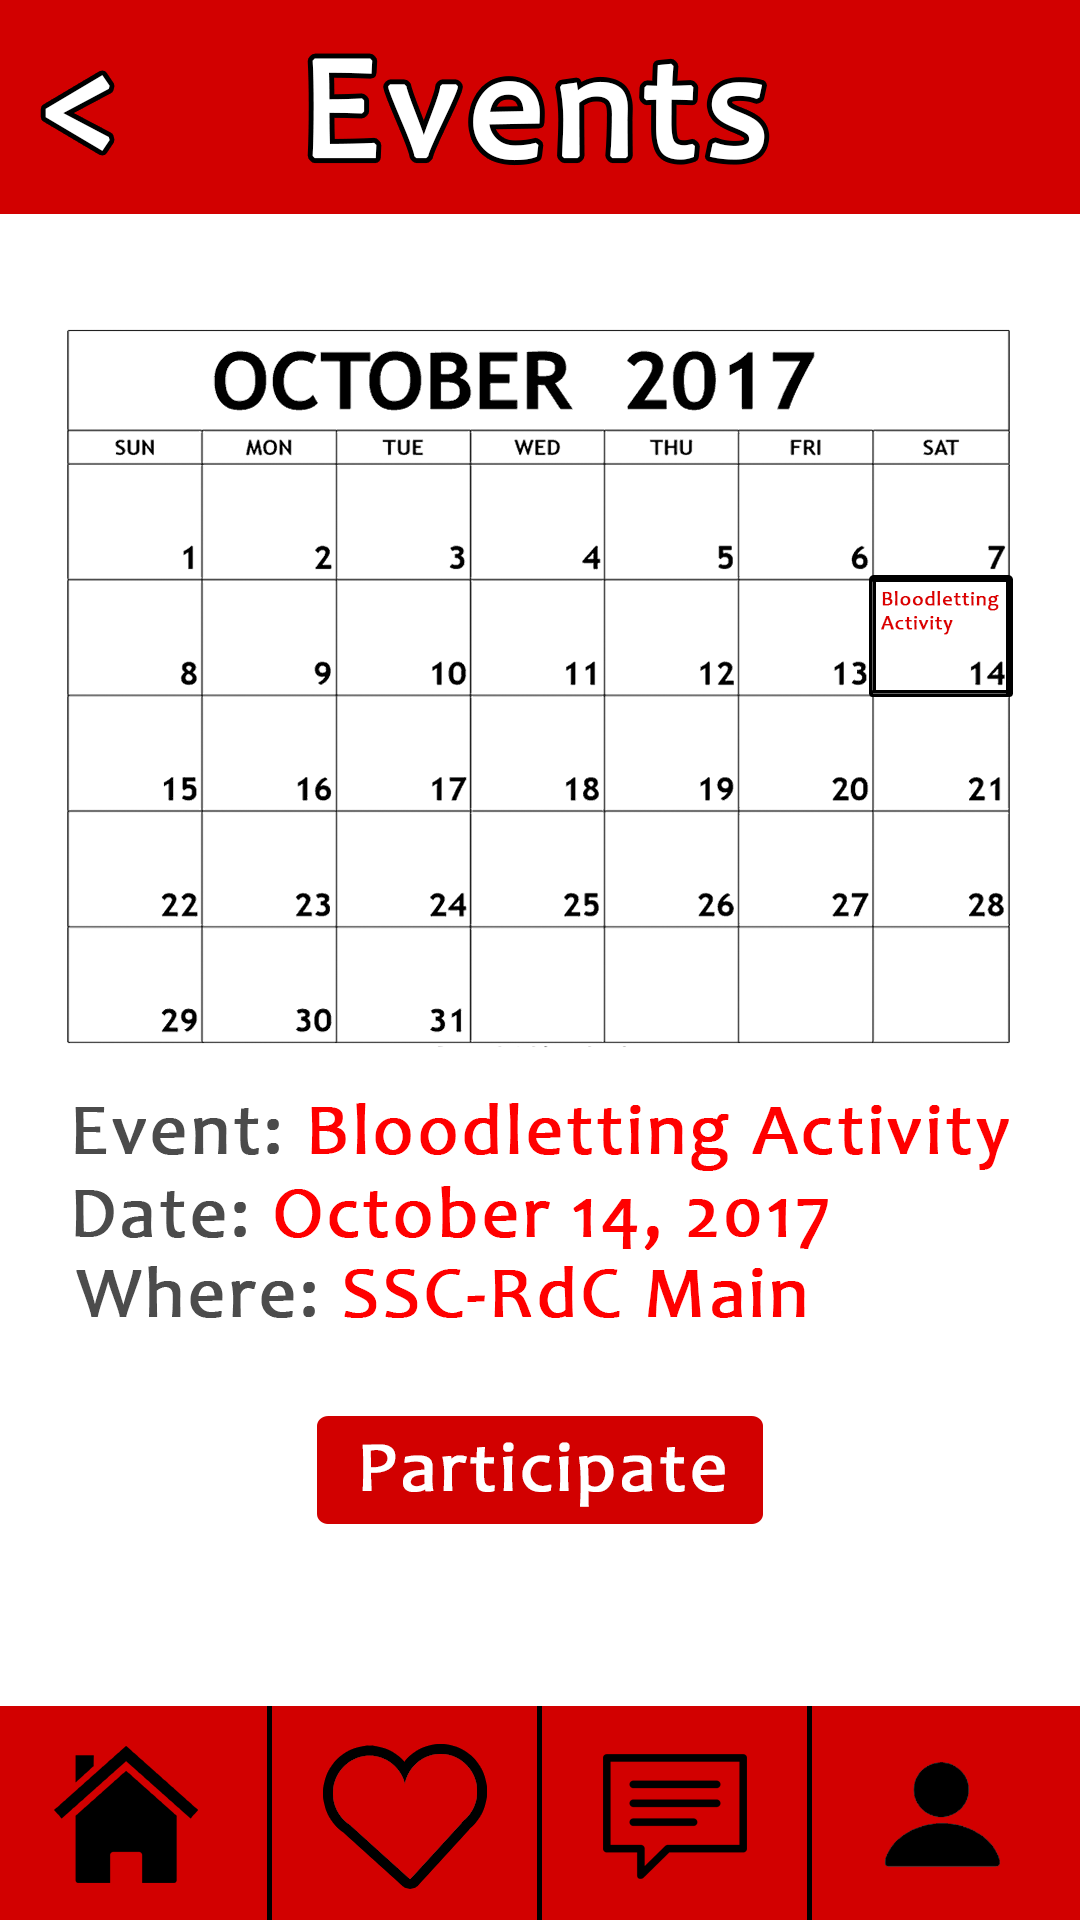 < Events
OCTOBER 2017
SUN MON TUE WED THU FRI SAT
1 2 3 4 5 6 7
Bloodletting
Activity
8 9 10 11 12 13 14
15 16 17 18 19 20 21
22 23 24 25 26 27 28
29 30 31
Event: Bloodletting Activity
Date: October 14, 2017
Where: SSC-RdC Main
Participate